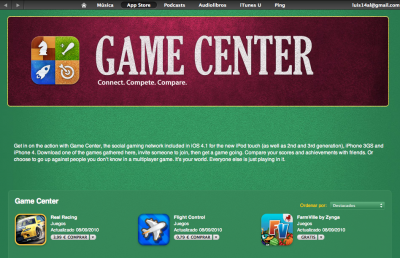 Música App Store Podcasts Audiolibros iTunes U Ping luis14al@gmail.com
GAME CENTER
Connect. Compete. Compare.
Get in on the action with Game Center, the social gaming network included in iOS 4.1 for the new iPod touch (as well as 2nd and 3rd generation), iPhone 3GS and
iPhone 4. Download one of the games gathered here, invite someone to join, then get a game going. Compare your scores and achievements with friends. Or
choose to go up against people you don't know in a multiplayer game. It's your world. Everyone else is just playing in it.
Game Center
Ordenar por: Destacados
Real Racing Flight Control FarmVille by Zynga
Juegos Juegos Juegos
Actualizado 09/09/2010 Actualizado 08/09/2010 Actualizado 08/09/2010
COMPRAR 0,79 € COMPRAR GRATIS